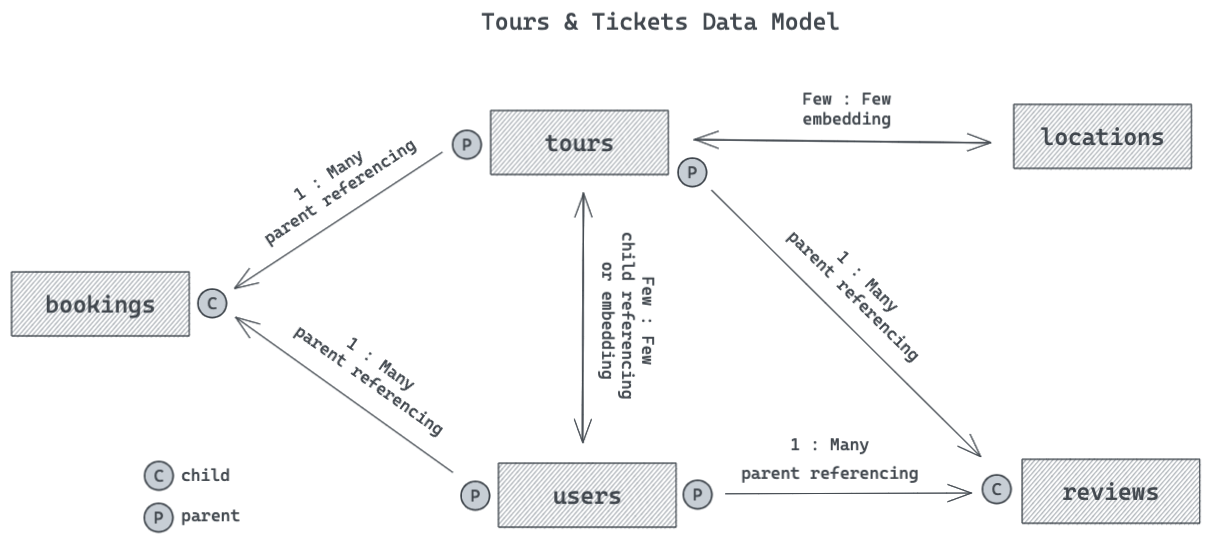 Tours & Tickets Data Model
Few : Few
embedding
P
tours
locations
1 : Many
parent referencing
P
Few : Few
child referencing
or embedding
1 : Many
parent referencing
bookings
C
1 : Many
parent referencing
1 : Many
parent referencing
C
child
P
users
P
C
reviews
P
parent